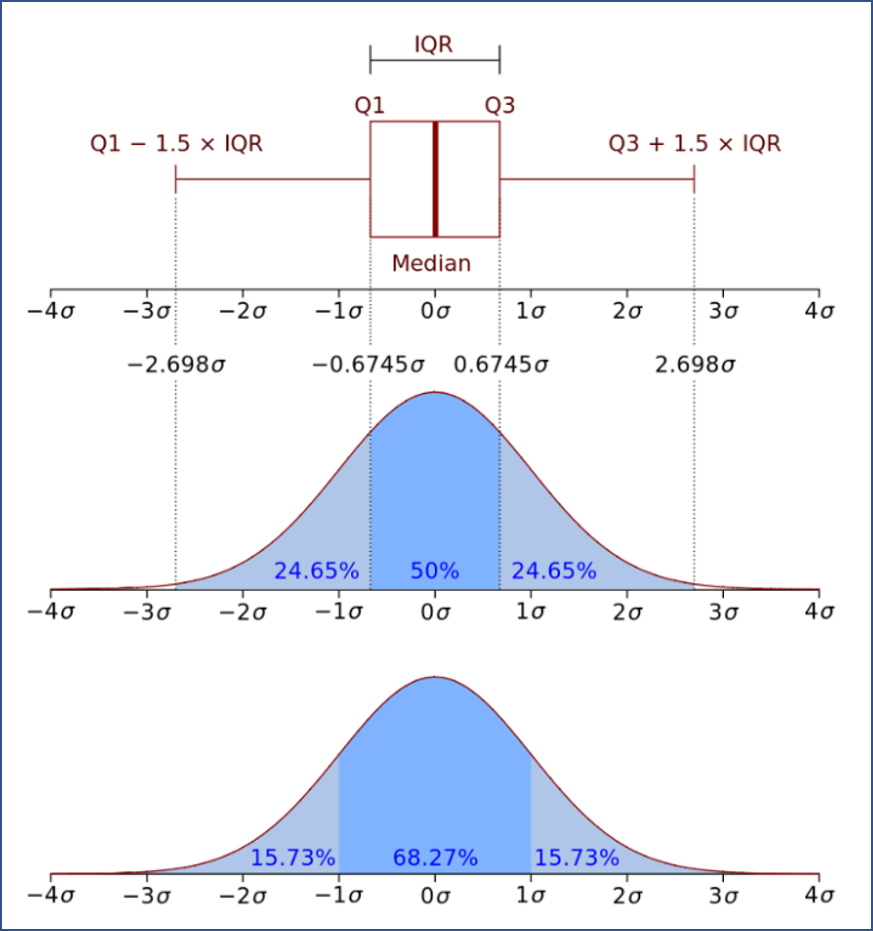 IQR
Q1 Q3
Q1 − 1.5 × IQR Q3 + 1.5 × IQR
Median
−4σ −3σ −2σ −1σ 0σ 1σ 2σ 3σ 4σ
−2.698σ −0.6745σ 0.6745σ 2.698σ
24.65% 50% 24.65%
−4σ −3σ −2σ −1σ 0σ 1σ 2σ 3σ 4σ
15.73% 68.27% 15.73%
−4σ −3σ −2σ −1σ 0σ 1σ 2σ 3σ 4σ